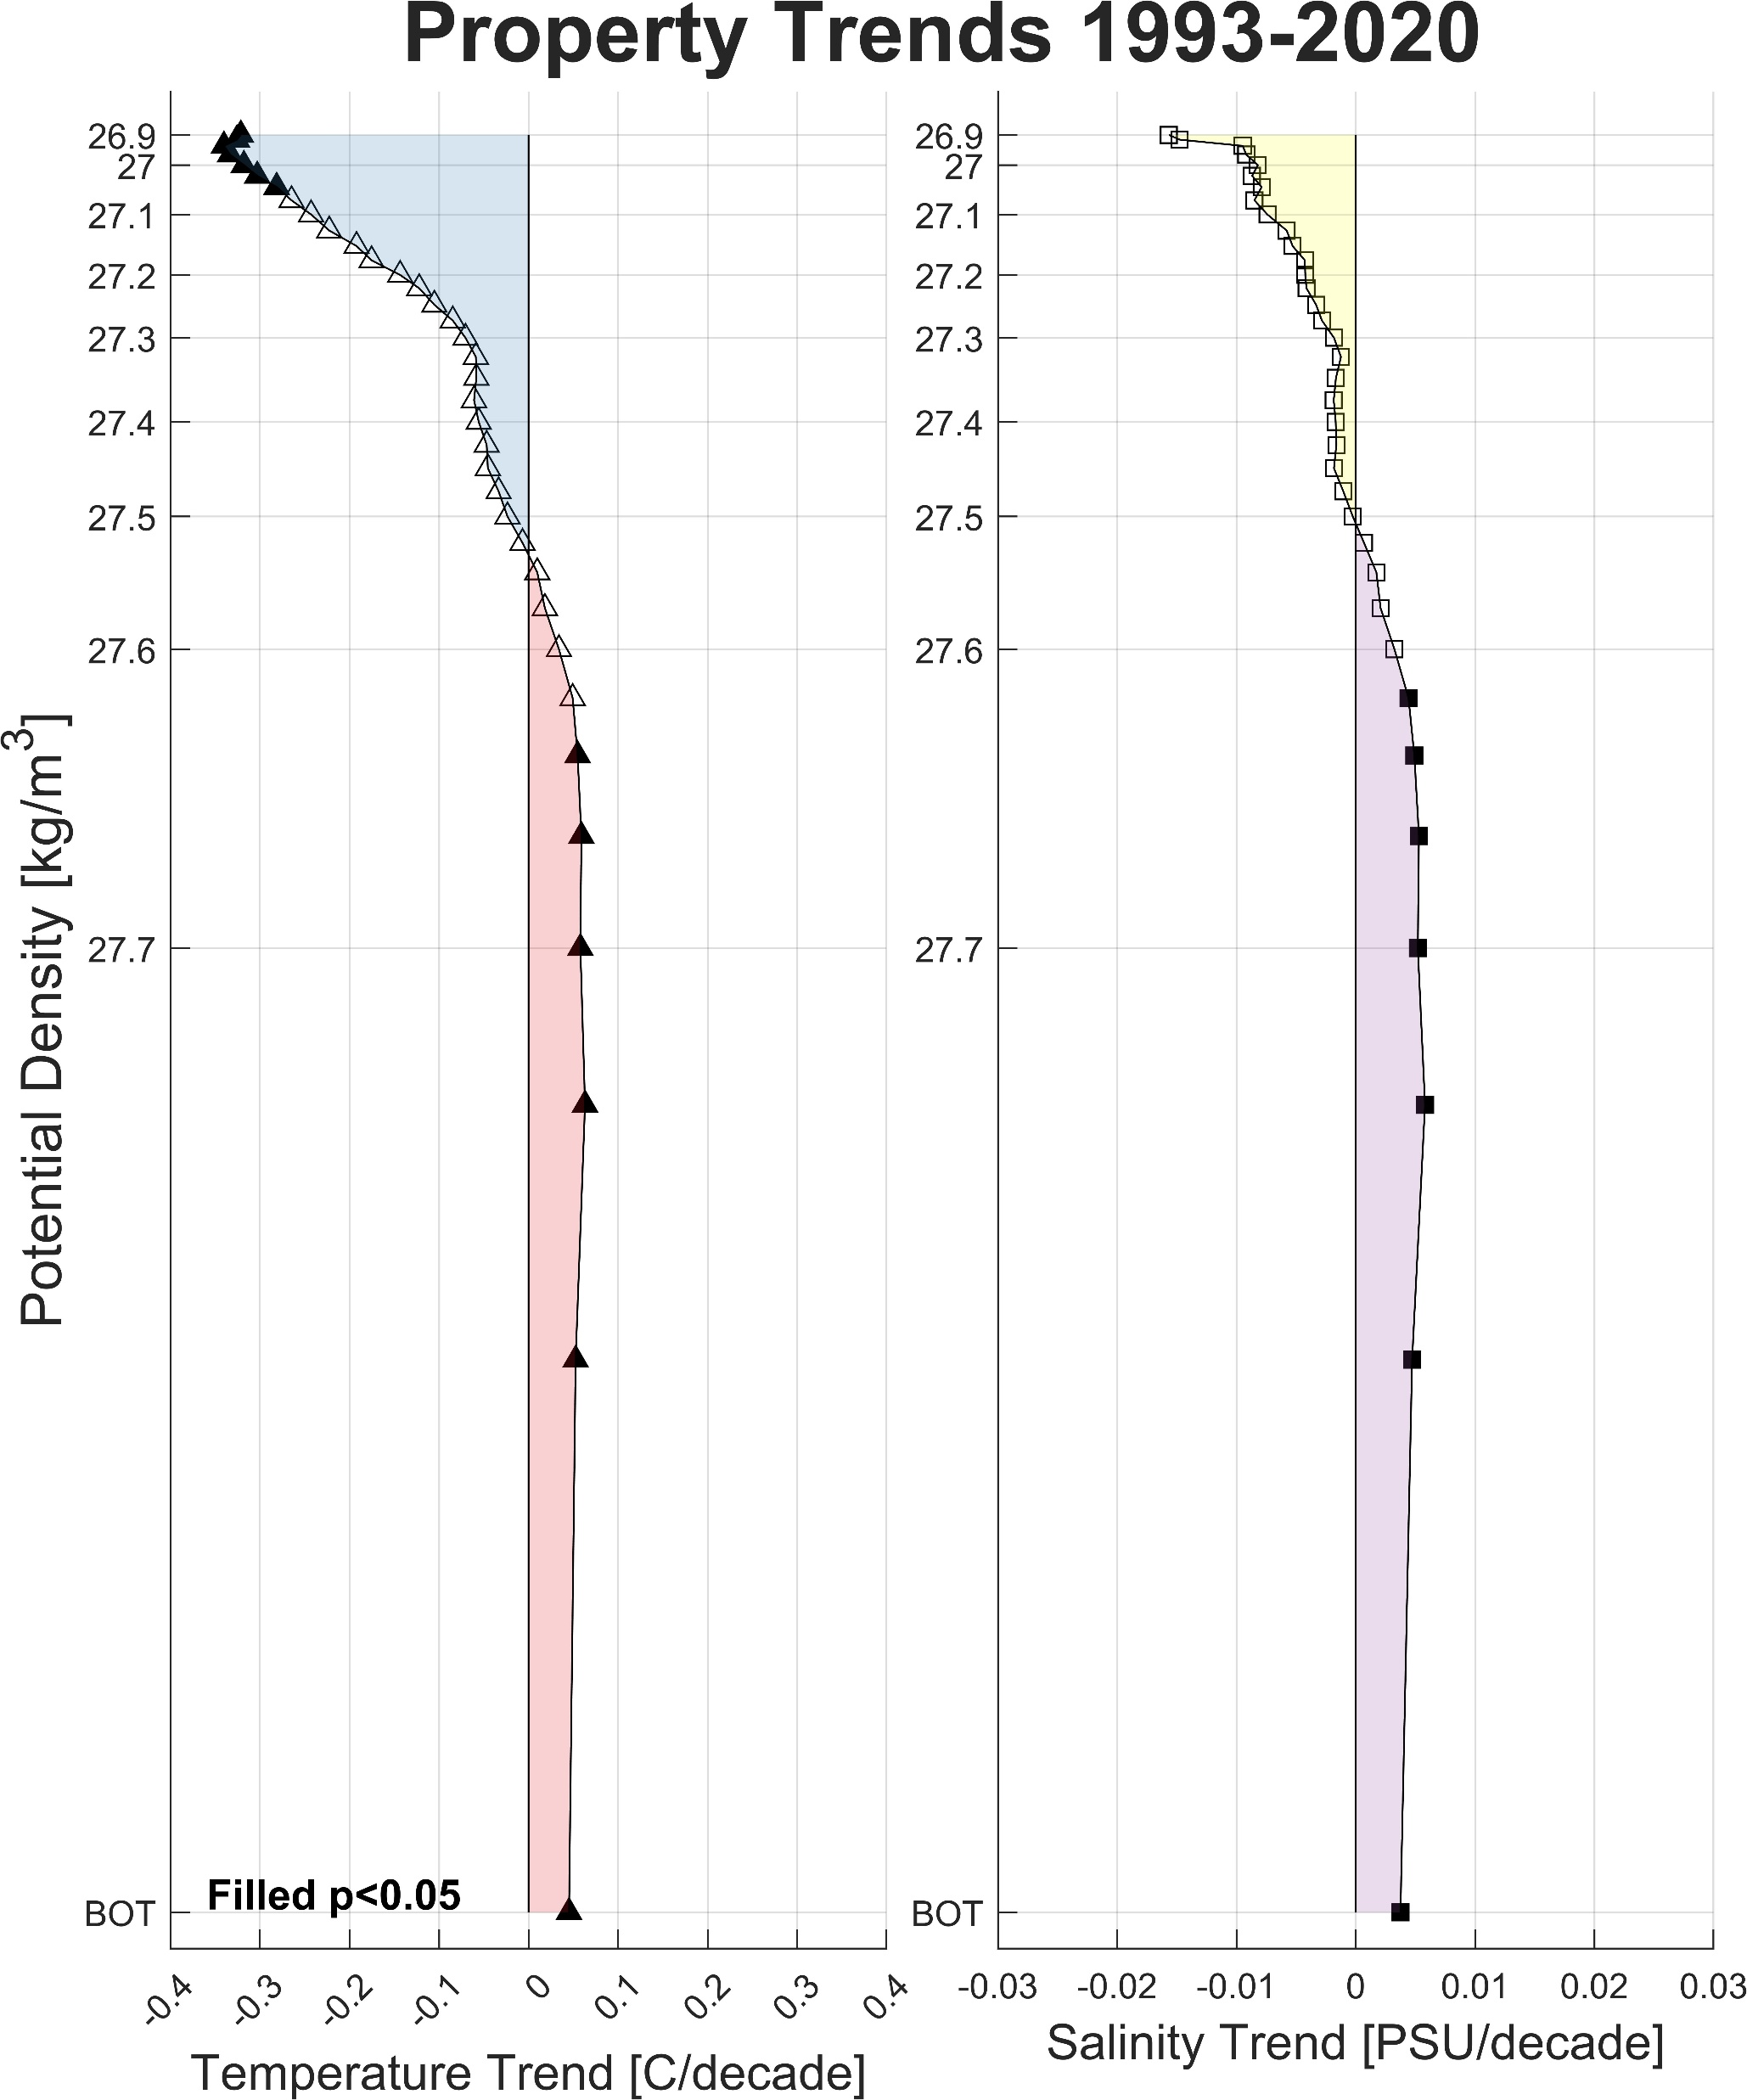 Property Trends 1993-2020
Potential Density [kg/m³]
26.9
27
27.1
27.2
27.3
27.4
27.5
27.6
27.7
BOT
Filled p<0.05
-0.4 -0.3 -0.2 -0.1 0 0.1 0.2 0.3 0.4
Temperature Trend [C/decade]
26.9
27
27.1
27.2
27.3
27.4
27.5
27.6
27.7
BOT
-0.03 -0.02 -0.01 0 0.01 0.02 0.03
Salinity Trend [PSU/decade]